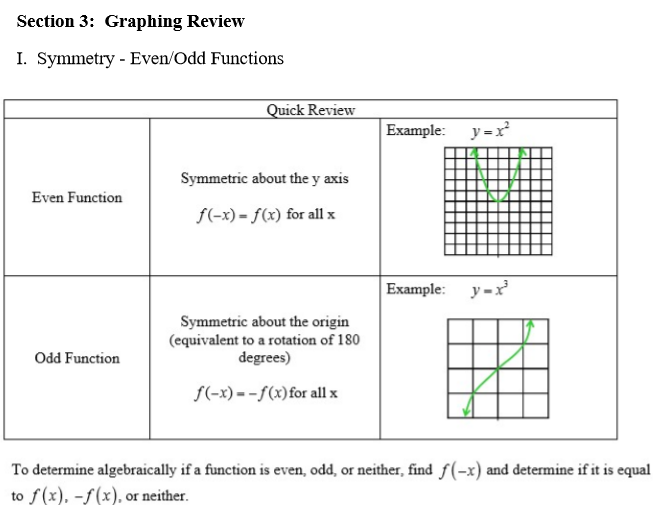 Section 3:  Graphing Review
I.  Symmetry - Even/Odd Functions
Quick Review
Even Function
Symmetric about the y axis
f(-x) = f(x) for all x
Example: y = x²
Odd Function
Symmetric about the origin
(equivalent to a rotation of 180
degrees)
f(-x) = -f(x) for all x
Example: y = x³
To determine algebraically if a function is even, odd, or neither, find f(-x) and determine if it is equal
to f(x), -f(x), or neither.